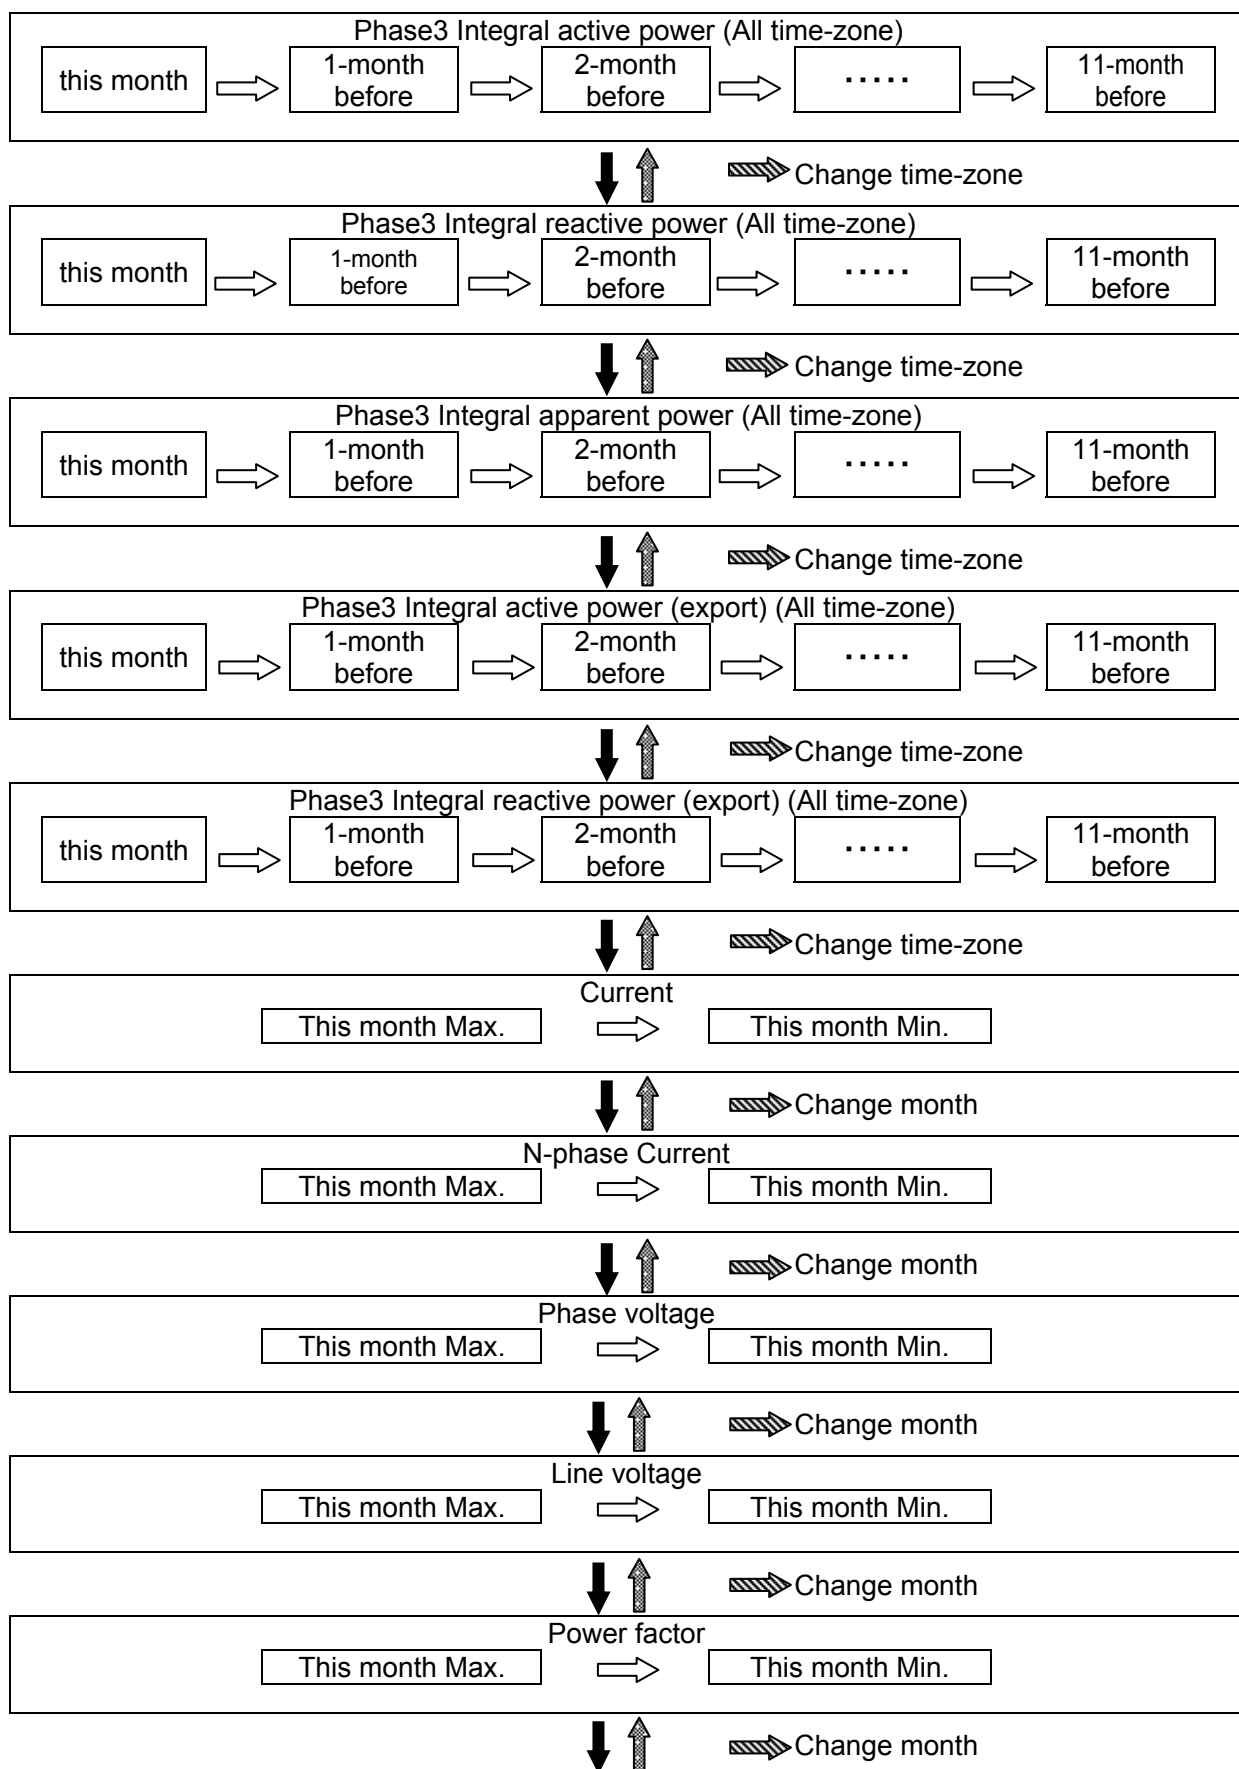 Phase3 Integral active power (All time-zone)
this month
1-month
before
2-month
before
·····
11-month
before
Change time-zone
Phase3 Integral reactive power (All time-zone)
this month
1-month
before
2-month
before
·····
11-month
before
Change time-zone
Phase3 Integral apparent power (All time-zone)
this month
1-month
before
2-month
before
·····
11-month
before
Change time-zone
Phase3 Integral active power (export) (All time-zone)
this month
1-month
before
2-month
before
·····
11-month
before
Change time-zone
Phase3 Integral reactive power (export) (All time-zone)
this month
1-month
before
2-month
before
·····
11-month
before
Change time-zone
Current
This month Max.
This month Min.
Change month
N-phase Current
This month Max.
This month Min.
Change month
Phase voltage
This month Max.
This month Min.
Change month
Line voltage
This month Max.
This month Min.
Change month
Power factor
This month Max.
This month Min.
Change month